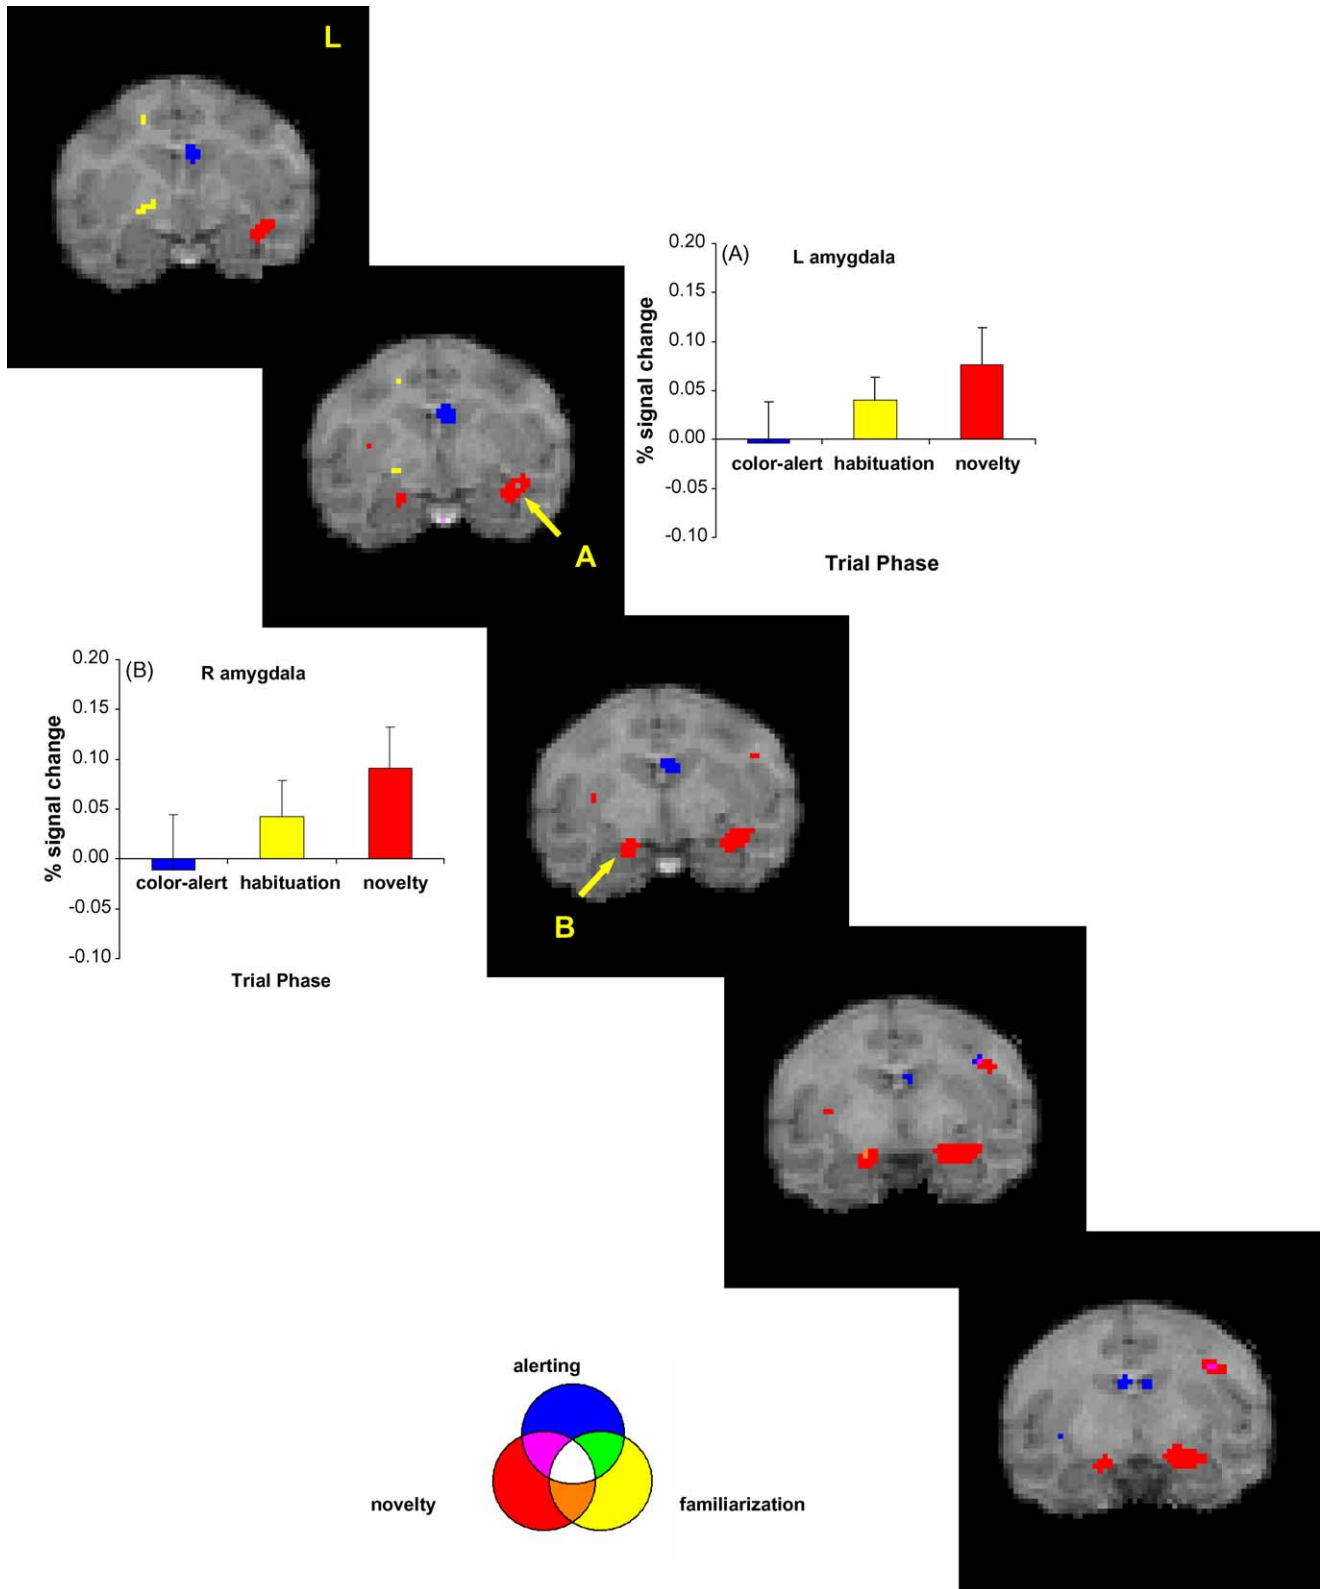 L
(A) L amygdala
% signal change
0.20
0.15
0.10
0.05
0.00
-0.05
-0.10
color-alert habituation novelty
Trial Phase
A
(B) R amygdala
% signal change
0.20
0.15
0.10
0.05
0.00
-0.05
-0.10
color-alert habituation novelty
Trial Phase
B
alerting
novelty
familiarization